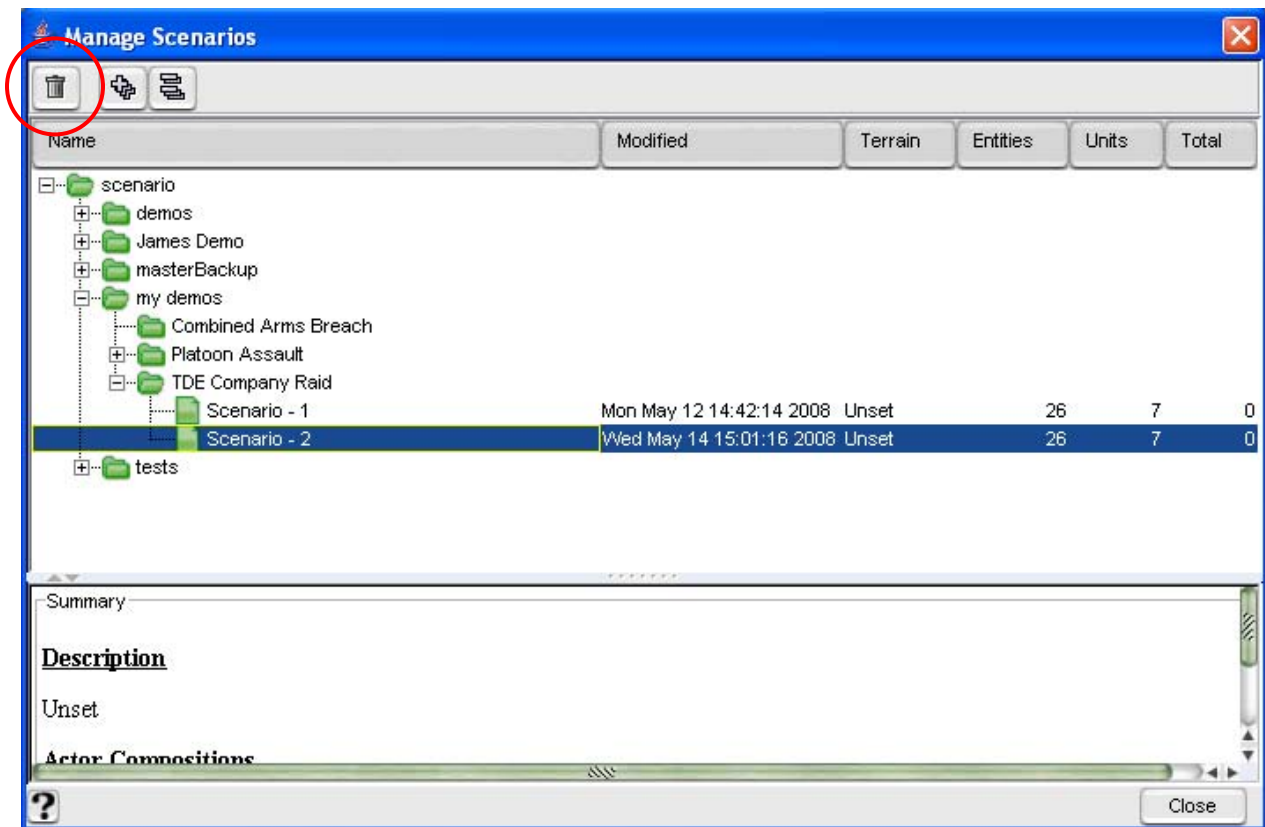 Manage Scenarios
Name Modified Terrain Entities Units Total
scenario
demos
James Demo
masterBackup
my demos
Combined Arms Breach
Platoon Assault
TDE Company Raid
Scenario - 1 Mon May 12 14:42:14 2008 Unset 26 7 0
Scenario - 2 Wed May 14 15:01:16 2008 Unset 26 7 0
tests
Summary
Description
Unset
Actor Compositions
? Close